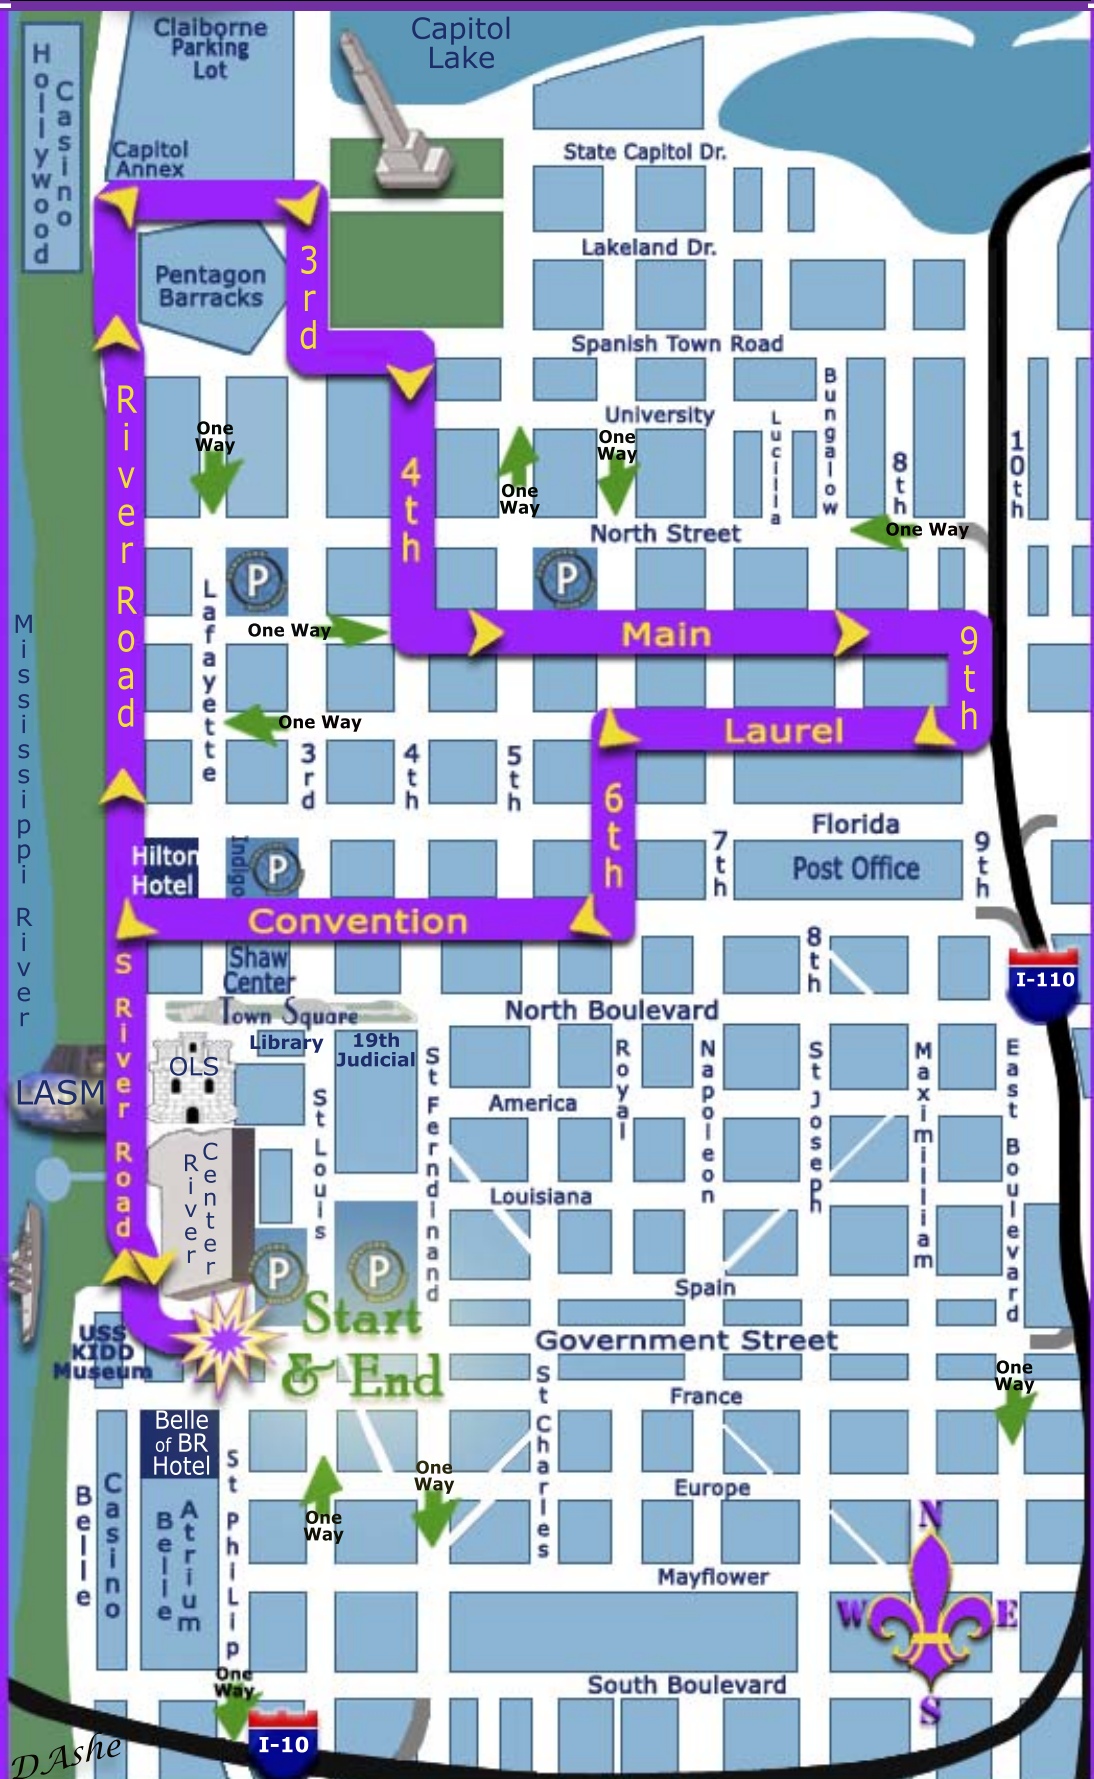 Claiborne
Parking
Lot
Capitol
Lake
Hollywood
Casino
Capitol
Annex
State Capitol Dr.
Lakeland Dr.
Pentagon
Barracks
3rd
Spanish Town Road
Bungalow
River Road
University
Lucilla
One
Way
One
Way
One
Way
4th
8th
10th
North Street
One Way
P
P
Lafayette
Mississippi River
One Way
Main
9th
One Way
Laurel
3rd
4th
5th
6th
Florida
7th
Post Office
9th
Hilton
Hotel
Indigo
P
Convention
S River Road
Shaw
Center
8th
I-110
Town Square
North Boulevard
Library
19th
Judicial
OLS
LASM
St Louis
St Ferndinand
Royal
Napoleon
St Joseph
Maximilliam
East Boulevard
America
River
Center
Louisiana
P
P
Spain
Start
& End
USS
KIDD
Museum
Government Street
One
Way
St Charles
France
Belle
of BR
Hotel
St PhiLip
One
Way
Europe
Belle
Casino
Belle
Atrium
One
Way
N
W
E
S
Mayflower
One
Way
South Boulevard
I-10
DAshe